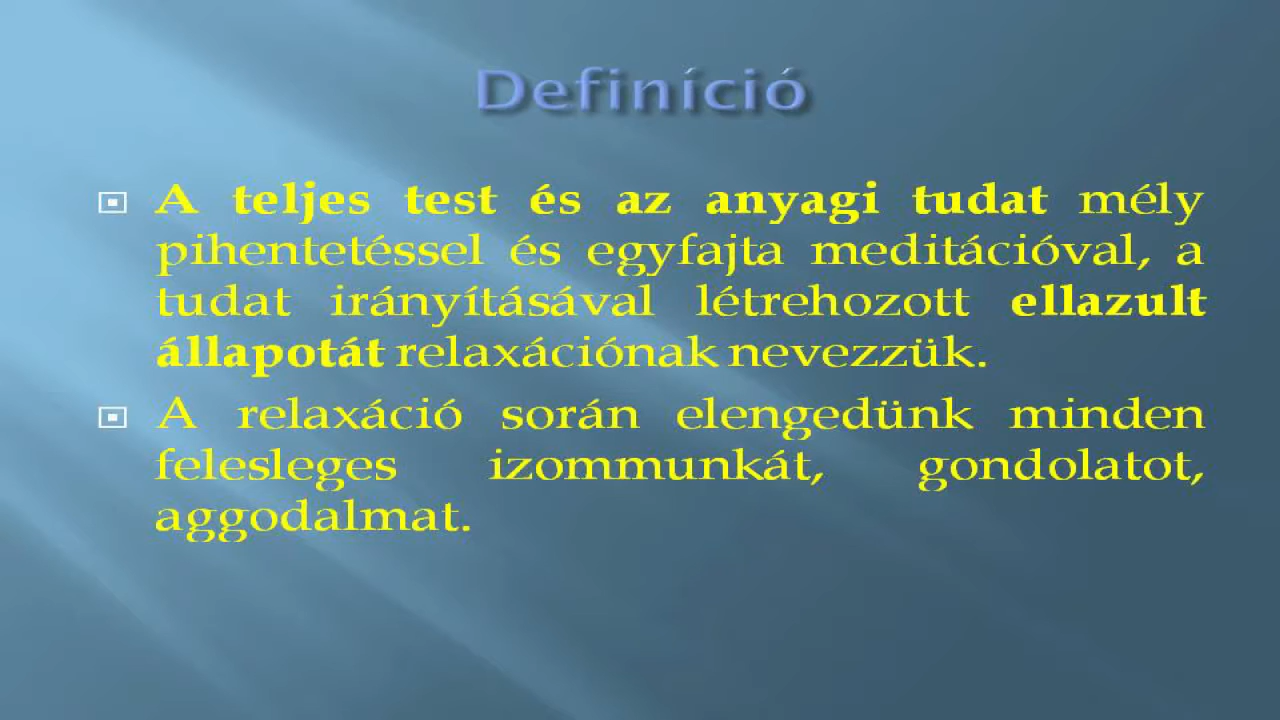 Definíció
A teljes test és az anyagi tudat mély
pihentetéssel és egyfajta meditációval, a
tudat irányításával létrehozott ellazult
állapotát relaxációnak nevezzük.
A relaxáció során elengedünk minden
felesleges izommunkát, gondolatot,
aggodalmat.